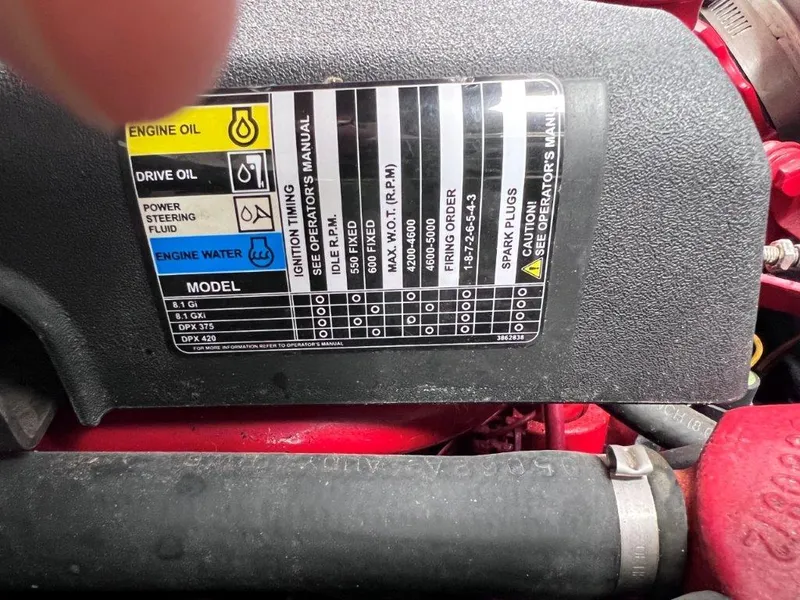 ENGINE OIL
DRIVE OIL
POWER
STEERING
FLUID
ENGINE WATER
MODEL
8.1 Gi
8.1 GXi
DPX 375
DPX 420
IGNITION TIMING
SEE OPERATOR'S MANUAL
IDLE R.P.M.
550 FIXED
600 FIXED
MAX. W.O.T. (R.P.M)
4200-4600
4600-5000
FIRING ORDER
1-8-7-2-6-5-4-3
SPARK PLUGS
CAUTION!
SEE OPERATOR'S MANU
FOR MORE INFORMATION REFER TO OPERATOR'S MANUAL
3862838